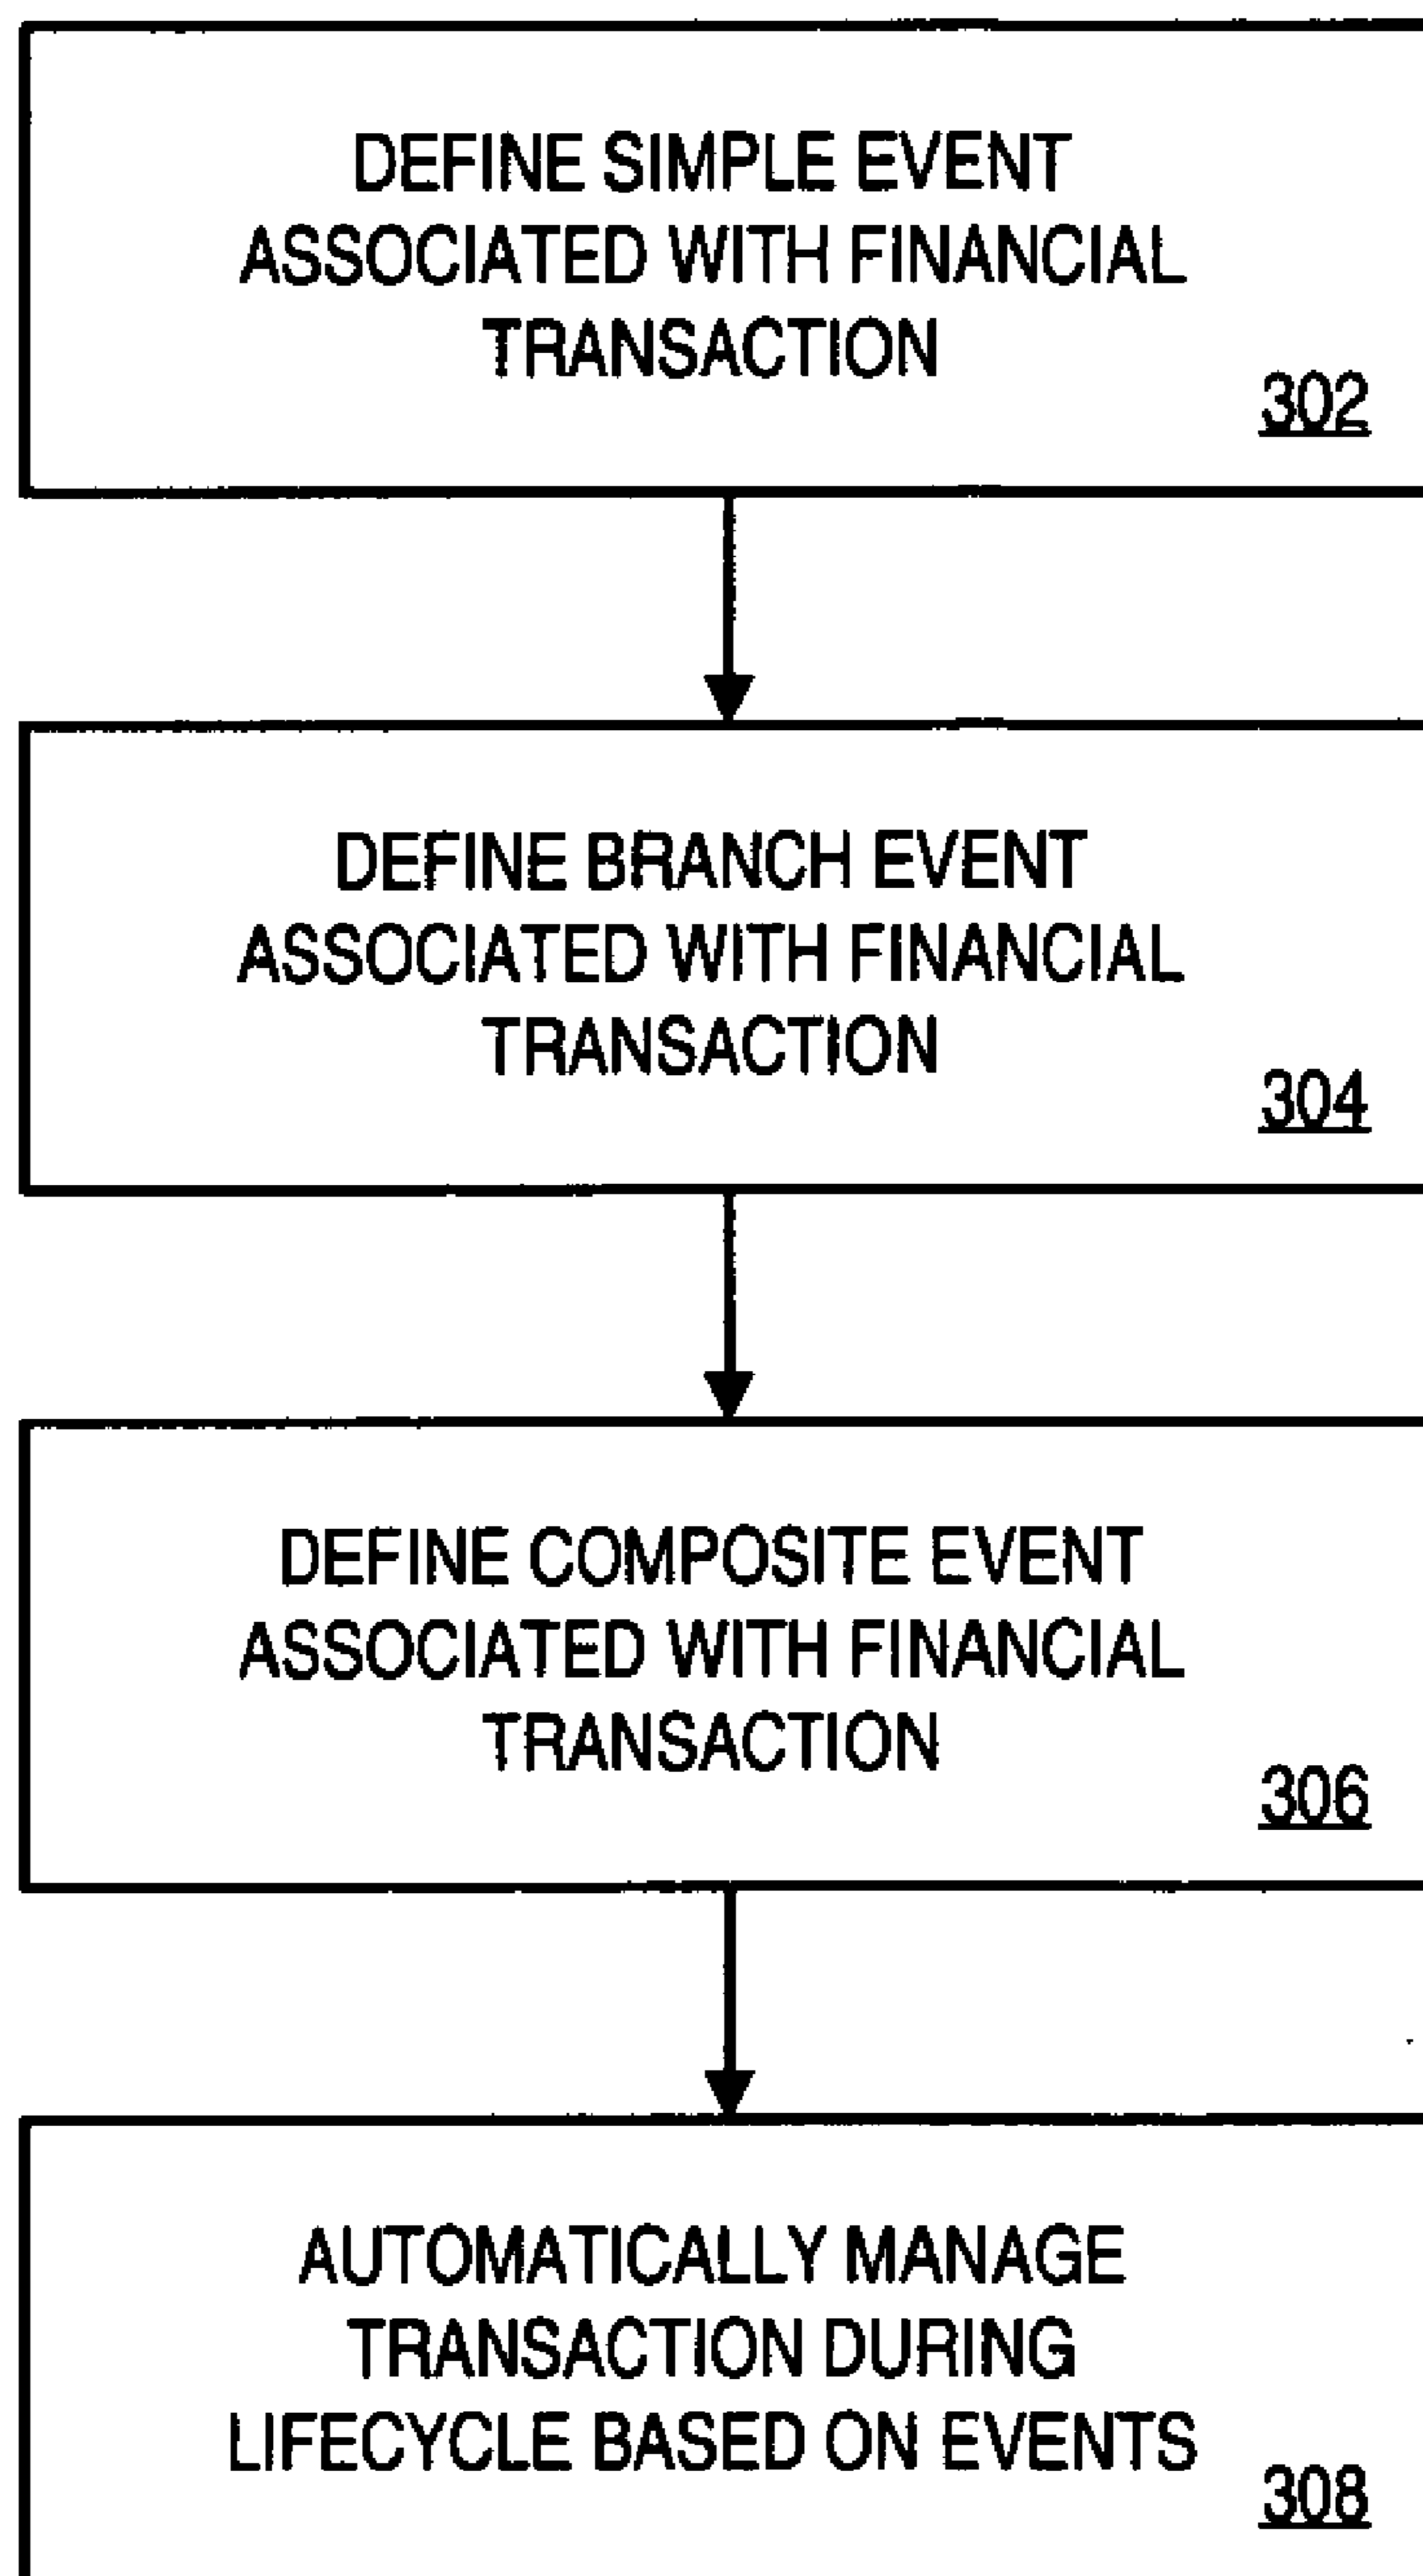 DEFINE SIMPLE EVENT
ASSOCIATED WITH FINANCIAL
TRANSACTION
302
DEFINE BRANCH EVENT
ASSOCIATED WITH FINANCIAL
TRANSACTION
304
DEFINE COMPOSITE EVENT
ASSOCIATED WITH FINANCIAL
TRANSACTION
306
AUTOMATICALLY MANAGE
TRANSACTION DURING
LIFECYCLE BASED ON EVENTS
308